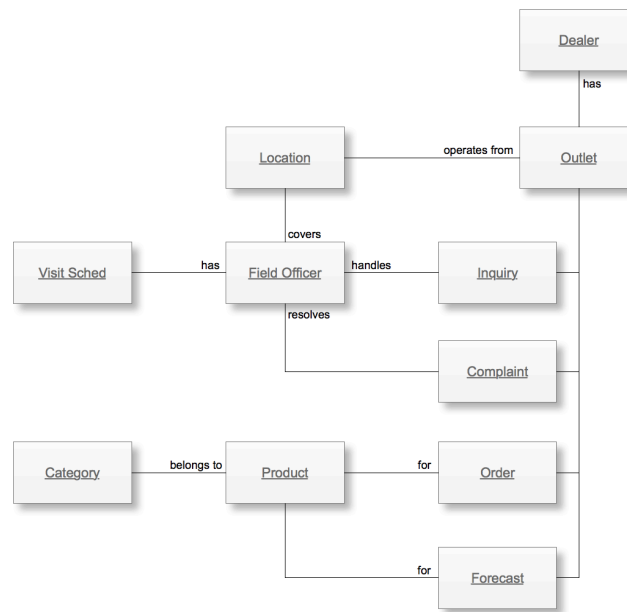 Dealer
has
Location
operates from
Outlet
covers
Visit Sched
has
Field Officer
handles
Inquiry
resolves
Complaint
Category
belongs to
Product
for
Order
for
Forecast